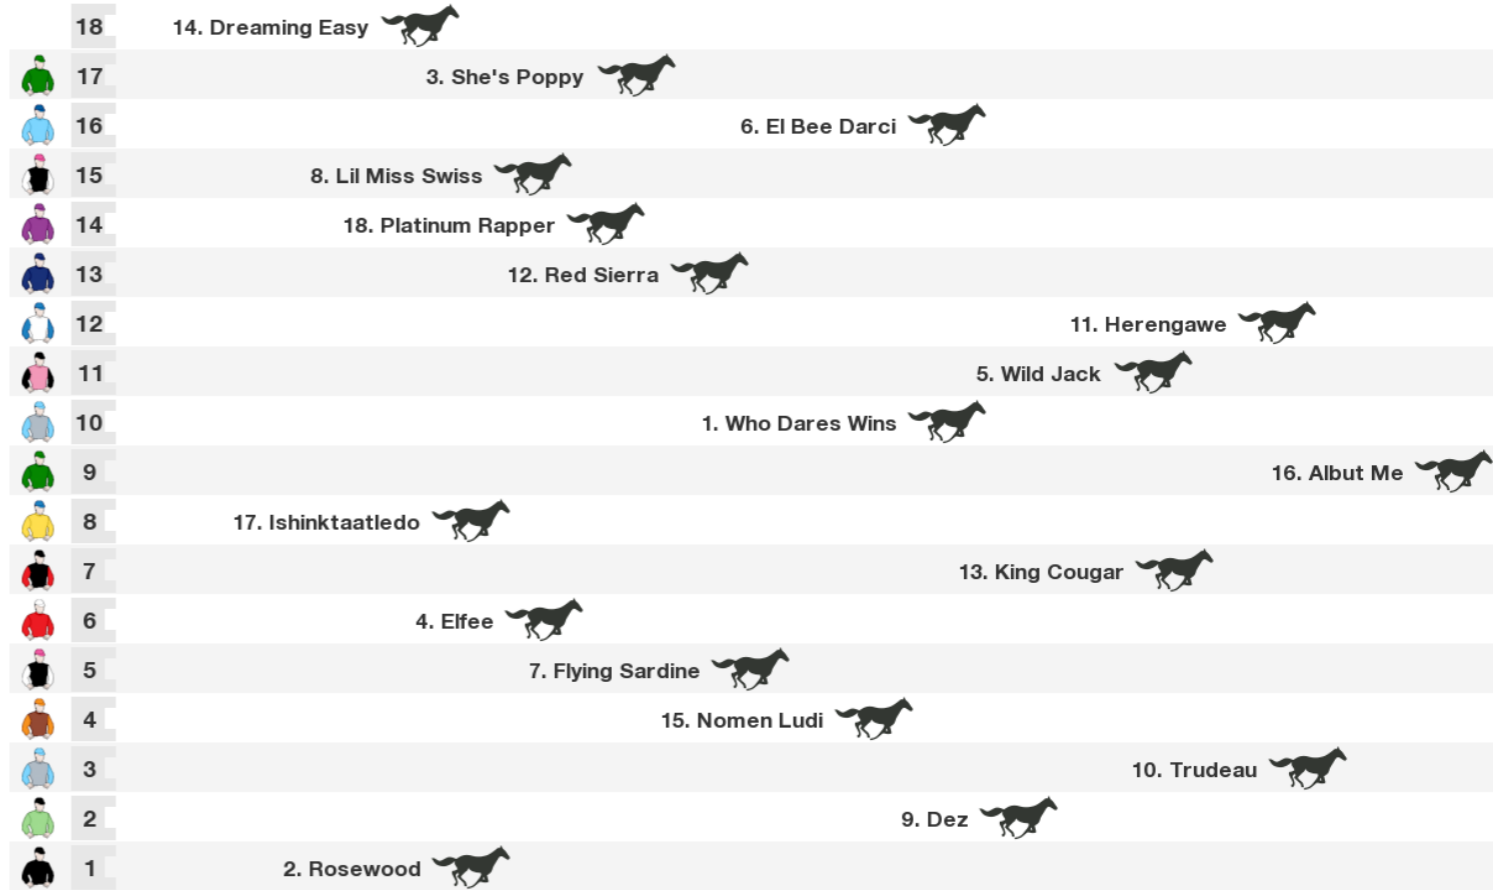 18 14. Dreaming Easy
17 3. She's Poppy
16 6. El Bee Darci
15 8. Lil Miss Swiss
14 18. Platinum Rapper
13 12. Red Sierra
12 11. Herengawe
11 5. Wild Jack
10 1. Who Dares Wins
9 16. Albut Me
8 17. Ishinktaatledo
7 13. King Cougar
6 4. Elfee
5 7. Flying Sardine
4 15. Nomen Ludi
3 10. Trudeau
2 9. Dez
1 2. Rosewood